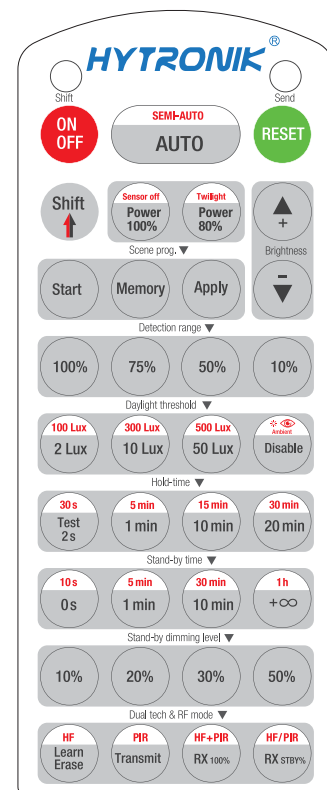 HYTRONIK®
Shift Send
ON
OFF
SEMI-AUTO
AUTO
RESET
Shift
Sensor off
Power
100%
Twilight
Power
80%
▲
+
Scene prog. ▼
Brightness
Start Memory Apply
–
▼
Detection range ▼
100% 75% 50% 10%
Daylight threshold ▼
100 Lux 300 Lux 500 Lux Ambient
2 Lux 10 Lux 50 Lux Disable
Hold-time ▼
30 s 5 min 15 min 30 min
Test
2 s
1 min 10 min 20 min
Stand-by time ▼
10 s 5 min 30 min 1 h
0 s 1 min 10 min +∞
Stand-by dimming level ▼
10% 20% 30% 50%
Dual tech & RF mode ▼
HF PIR HF+PIR HF/PIR
Learn
Erase
Transmit RX 100% RX STBY%